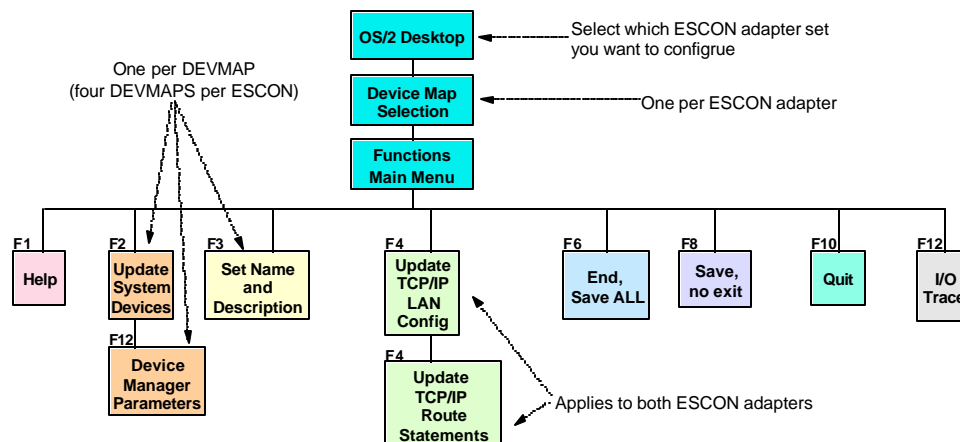 OS/2 Desktop
Select which ESCON adapter set
you want to configrue
One per DEVMAP
(four DEVMAPS per ESCON)
Device Map
Selection
One per ESCON adapter
Functions
Main Menu
F1
Help
F2
Update
System
Devices
F3
Set Name
and
Description
F4
Update
TCP/IP
LAN
Config
F6
End,
Save ALL
F8
Save,
no exit
F10
Quit
F12
I/O
Trace
F12
Device
Manager
Parameters
F4
Update
TCP/IP
Route
Statements
Applies to both ESCON adapters